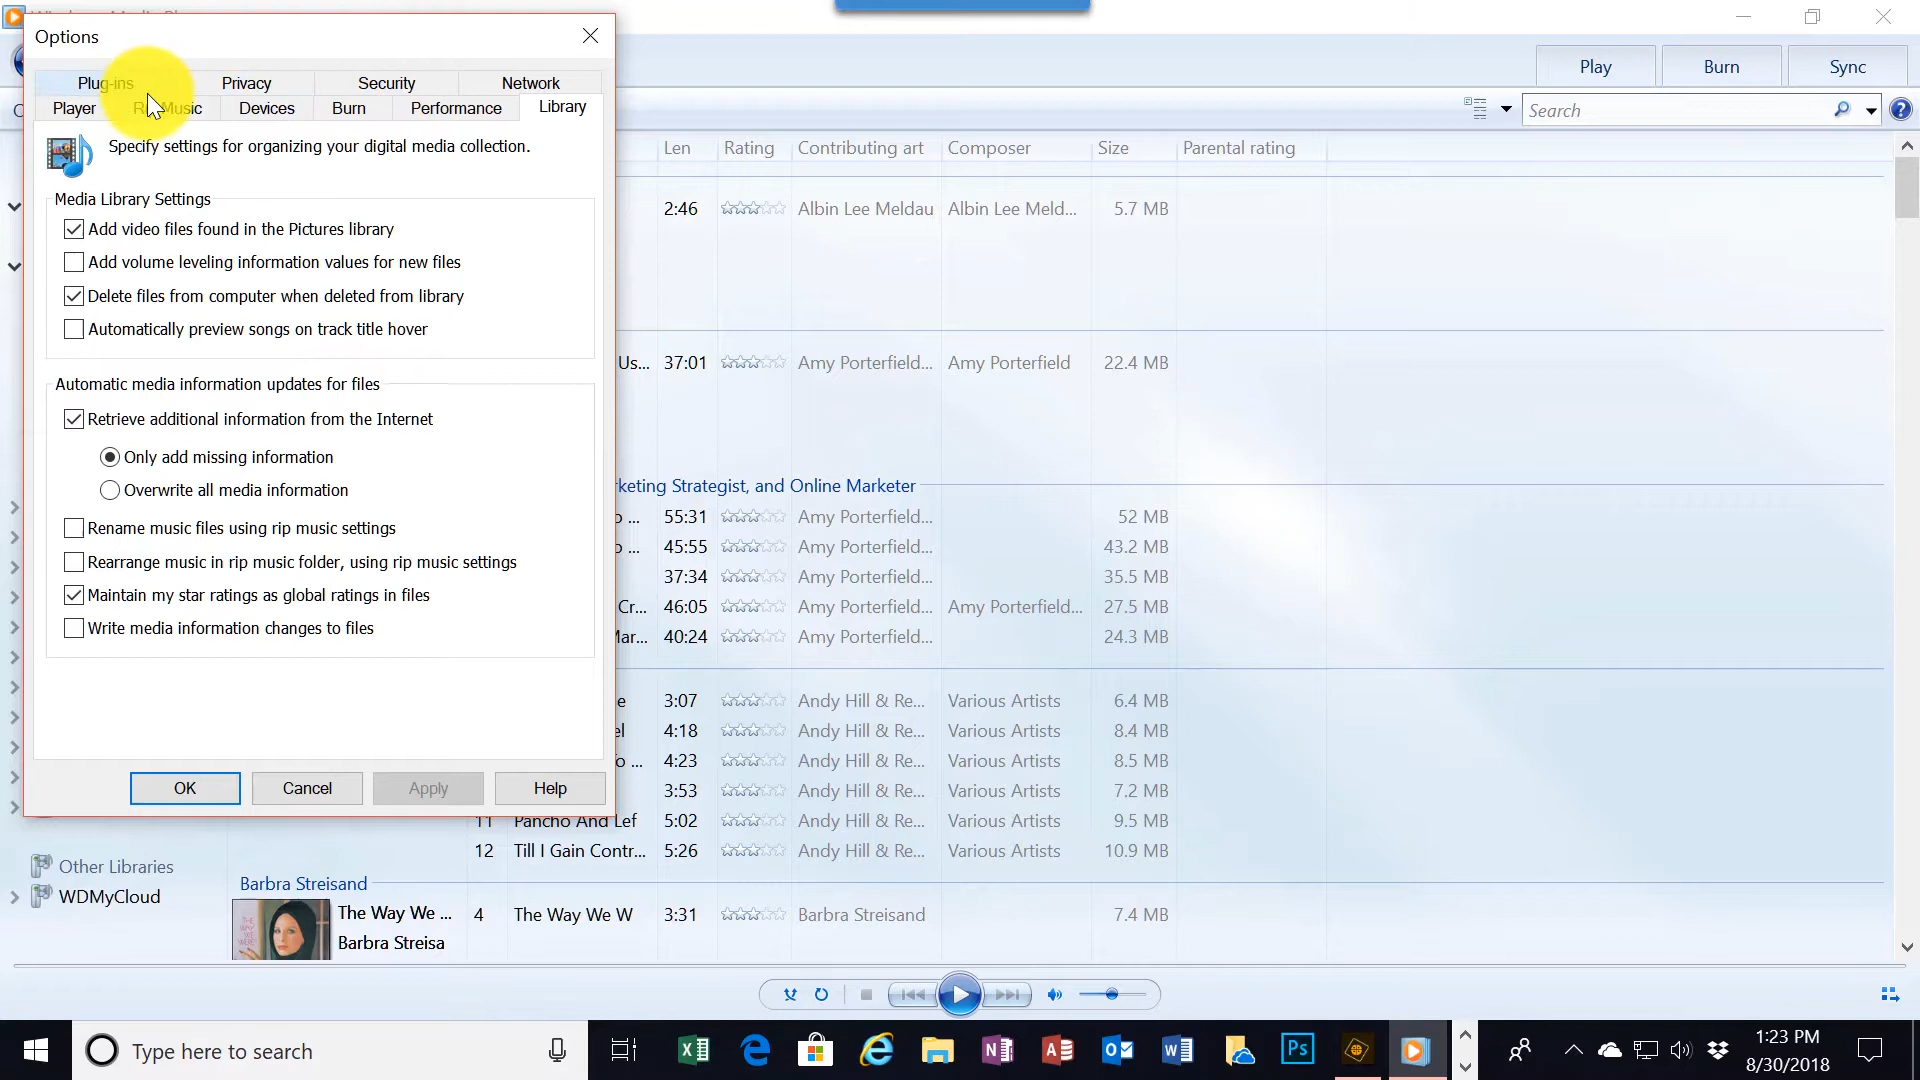 Options
Plug-ins Privacy Security Network
Player Music Devices Burn Performance Library
Specify settings for organizing your digital media collection.
Media Library Settings
Add video files found in the Pictures library
Add volume leveling information values for new files
Delete files from computer when deleted from library
Automatically preview songs on track title hover
Automatic media information updates for files
Retrieve additional information from the Internet
Only add missing information
Overwrite all media information
Rename music files using rip music settings
Rearrange music in rip music folder, using rip music settings
Maintain my star ratings as global ratings in files
Write media information changes to files
OK Cancel Apply Help
Play Burn Sync
Search
Len Rating Contributing art Composer Size Parental rating
2:46 Albin Lee Meldau Albin Lee Meld... 5.7 MB
Us... 37:01 Amy Porterfield... Amy Porterfield 22.4 MB
keting Strategist, and Online Marketer
o ... 55:31 Amy Porterfield... 52 MB
o ... 45:55 Amy Porterfield... 43.2 MB
37:34 Amy Porterfield... 35.5 MB
Cr... 46:05 Amy Porterfield... Amy Porterfield... 27.5 MB
Mar... 40:24 Amy Porterfield... 24.3 MB
e 3:07 Andy Hill & Re... Various Artists 6.4 MB
el 4:18 Andy Hill & Re... Various Artists 8.4 MB
o ... 4:23 Andy Hill & Re... Various Artists 8.5 MB
3:53 Andy Hill & Re... Various Artists 7.2 MB
11 Pancho And Lef 5:02 Andy Hill & Re... Various Artists 9.5 MB
12 Till I Gain Contr... 5:26 Andy Hill & Re... Various Artists 10.9 MB
Other Libraries
WDMyCloud
Barbra Streisand
The Way We ... 4 The Way We W 3:31 Barbra Streisand 7.4 MB
Barbra Streisa
Type here to search
1:23 PM
8/30/2018